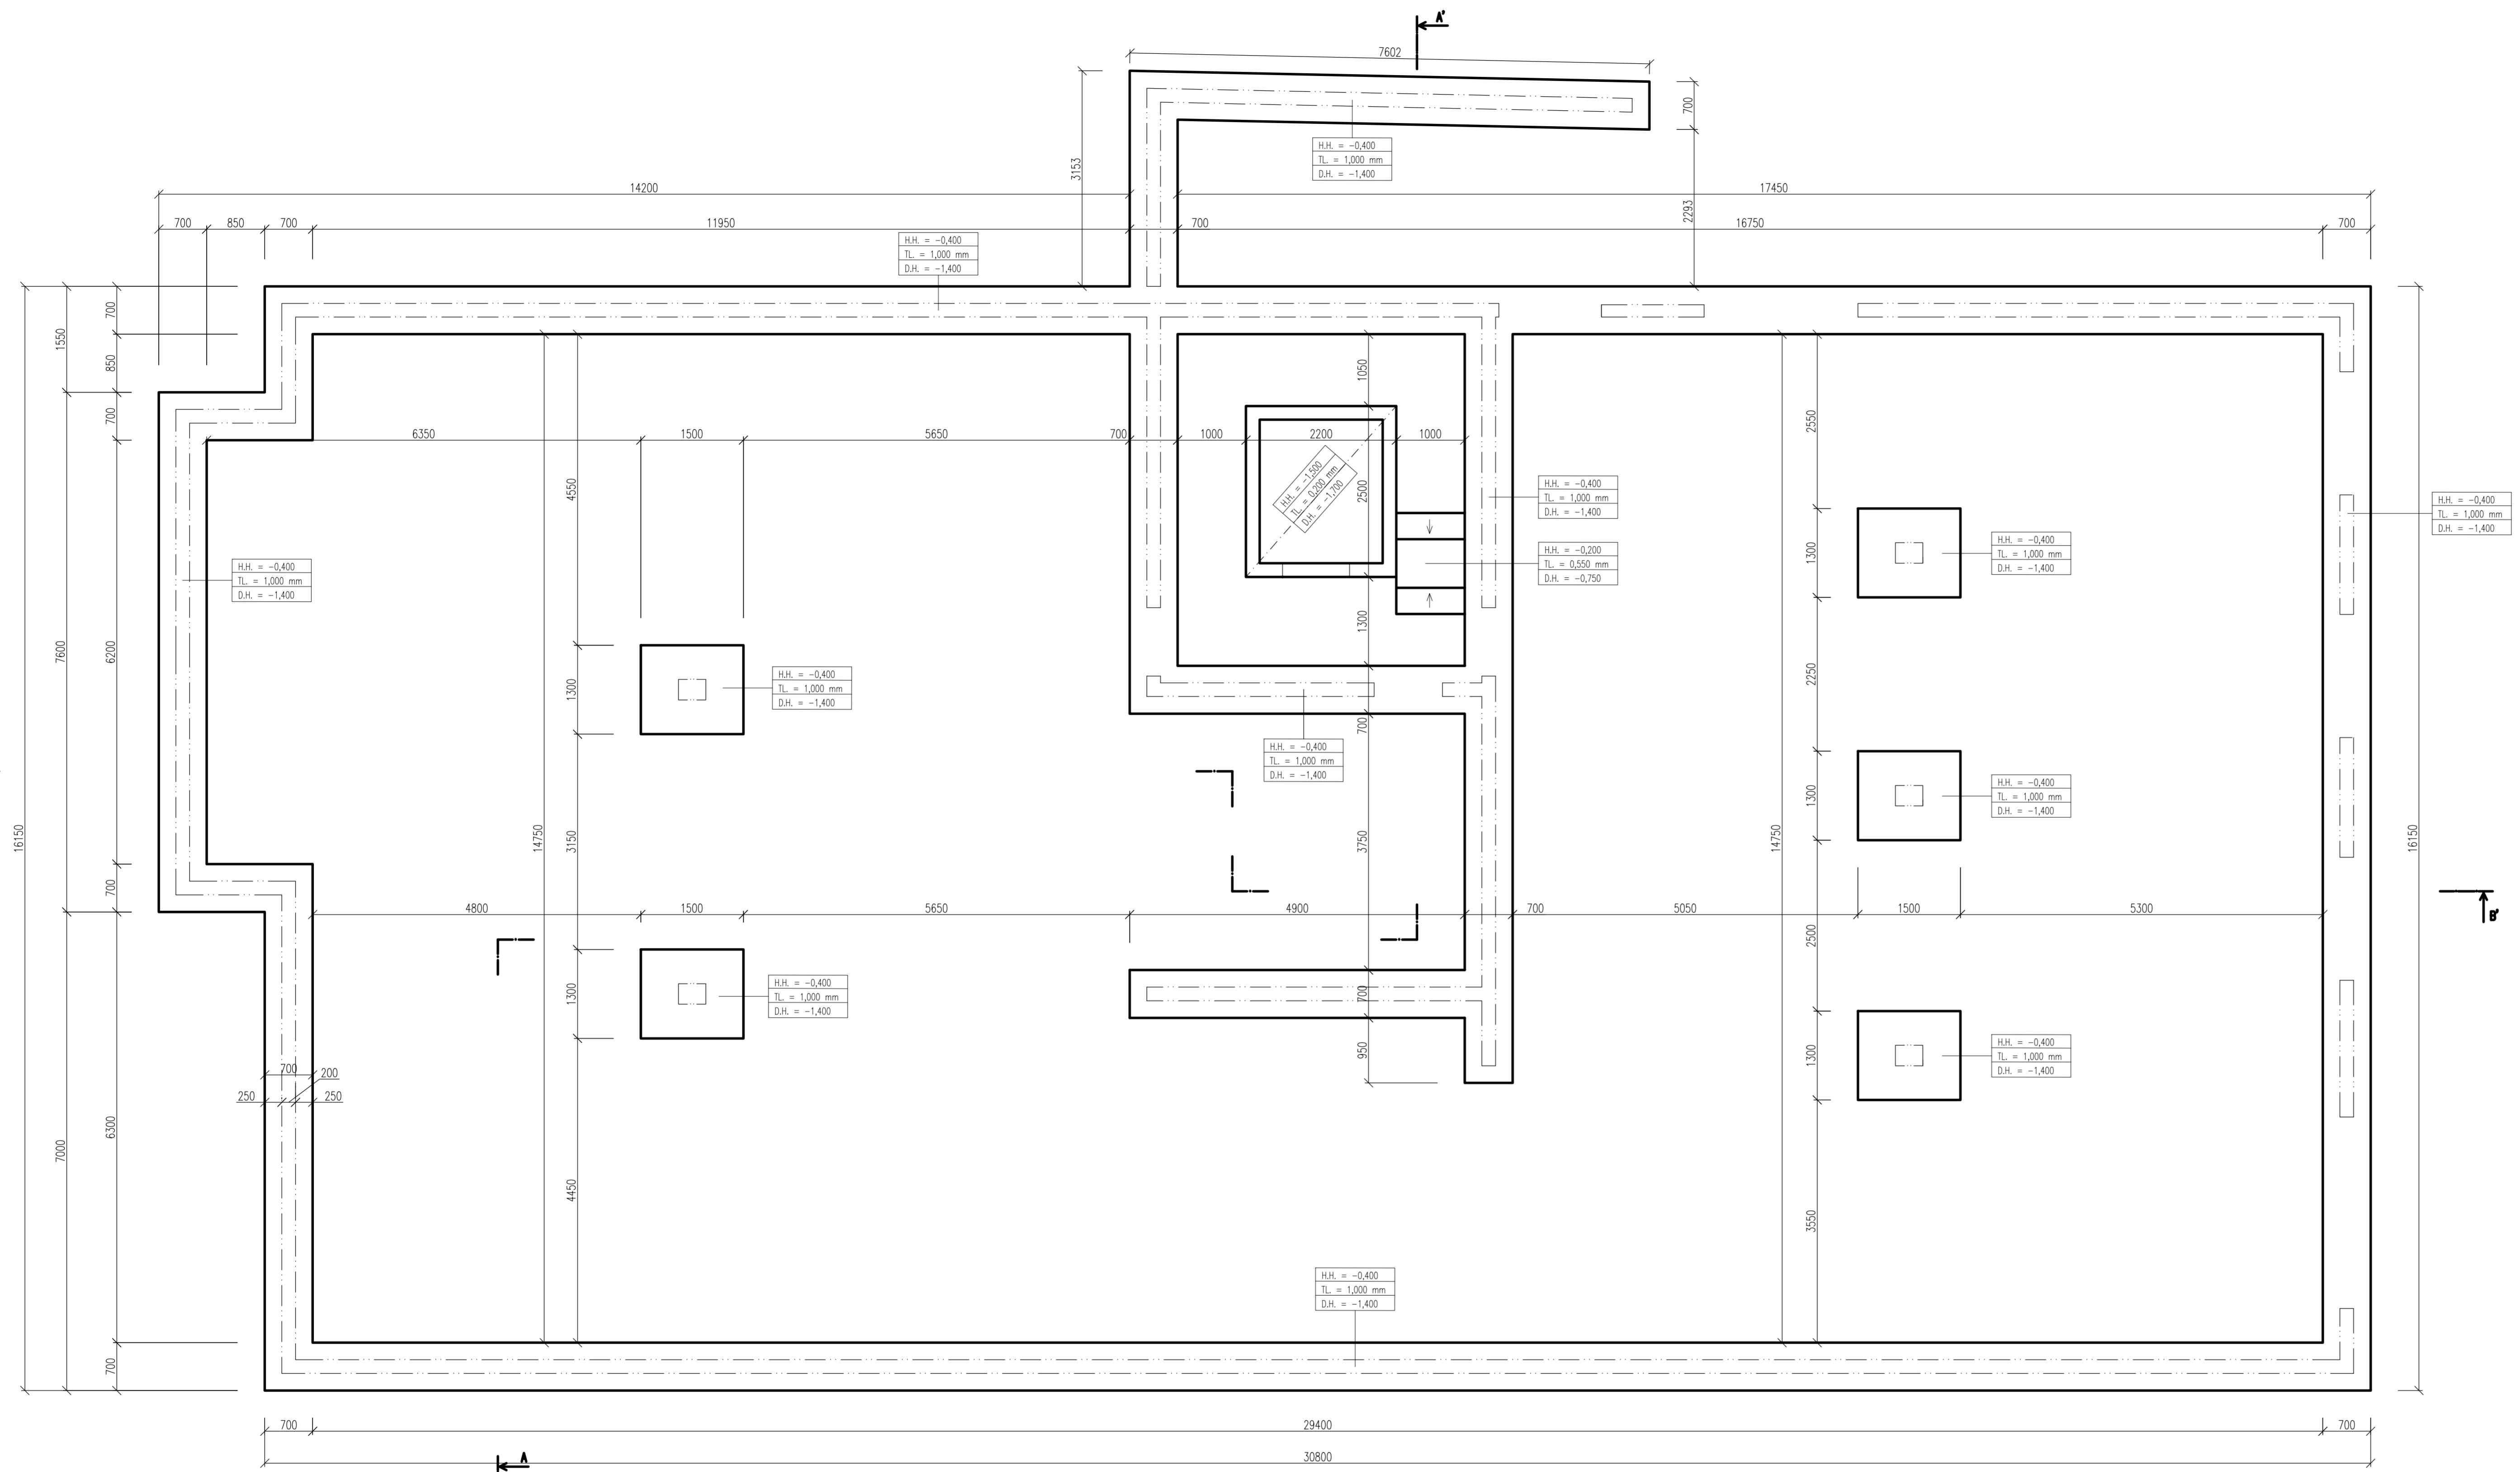 A'
7602
700
3153
H.H. = -0,400
TL. = 1,000 mm
D.H. = -1,400
14200
17450
2293
700
850
700
11950
700
16750
700
H.H. = -0,400
TL. = 1,000 mm
D.H. = -1,400
700
1550
850
1050
700
2550
6350
1500
5650
700
1000
2200
1000
4550
H.H. = -1,500
TL. = 0,200 mm
D.H. = -1,700
2500
H.H. = -0,400
TL. = 1,000 mm
D.H. = -1,400
H.H. = -0,400
TL. = 1,000 mm
D.H. = -1,400
H.H. = -0,200
TL. = 0,550 mm
D.H. = -0,750
1300
H.H. = -0,400
TL. = 1,000 mm
D.H. = -1,400
H.H. = -0,400
TL. = 1,000 mm
D.H. = -1,400
7600
6200
1300
2250
1300
H.H. = -0,400
TL. = 1,000 mm
D.H. = -1,400
700
H.H. = -0,400
TL. = 1,000 mm
D.H. = -1,400
1300
H.H. = -0,400
TL. = 1,000 mm
D.H. = -1,400
16150
14750
3150
3750
14750
16150
700
4800
1500
5650
4900
700
5050
1500
5300
B'
2500
1300
H.H. = -0,400
TL. = 1,000 mm
D.H. = -1,400
700
950
1300
H.H. = -0,400
TL. = 1,000 mm
D.H. = -1,400
700
200
250
250
6300
7000
4450
3550
H.H. = -0,400
TL. = 1,000 mm
D.H. = -1,400
700
700
29400
700
30800
A